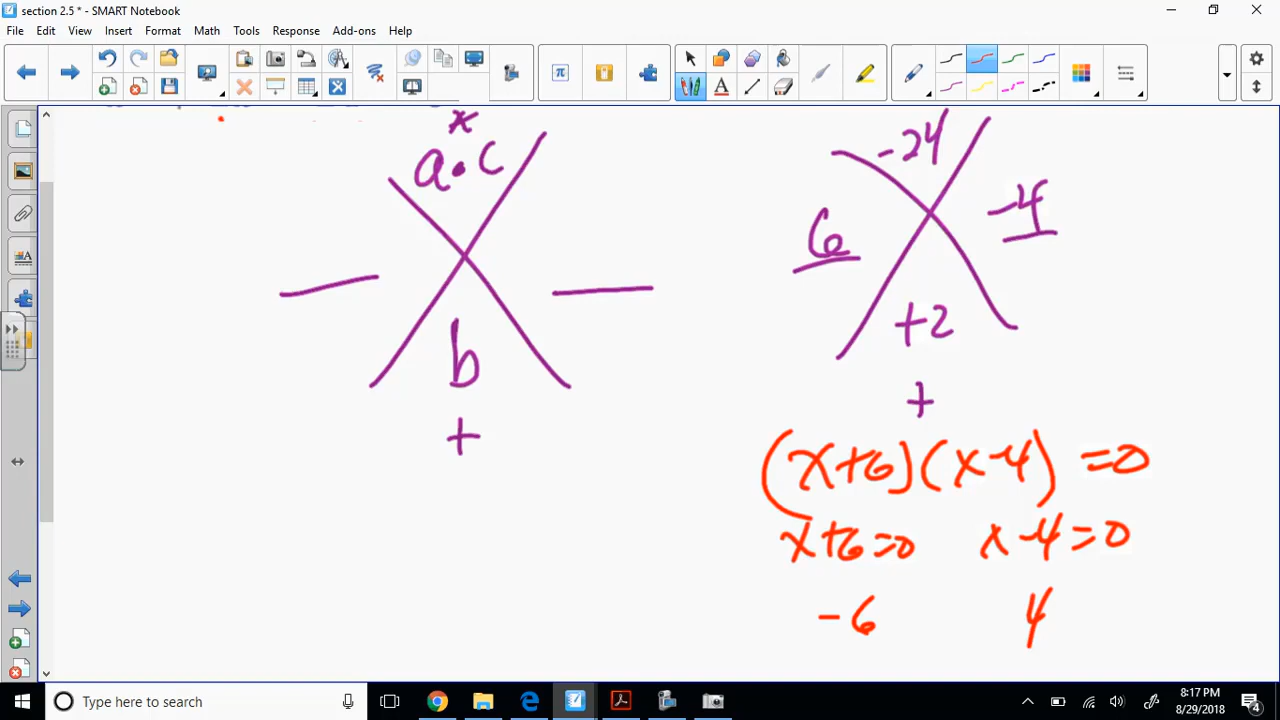 section 2.5 * - SMART Notebook
File Edit View Insert Format Math Tools Add-ons Response Help
*
a•c
b
+
-24
6 -4
+2
+
(x+6)(x-4) =0
x+6=0 x-4=0
-6 4
Type here to search
8:17 PM
8/29/2018
4